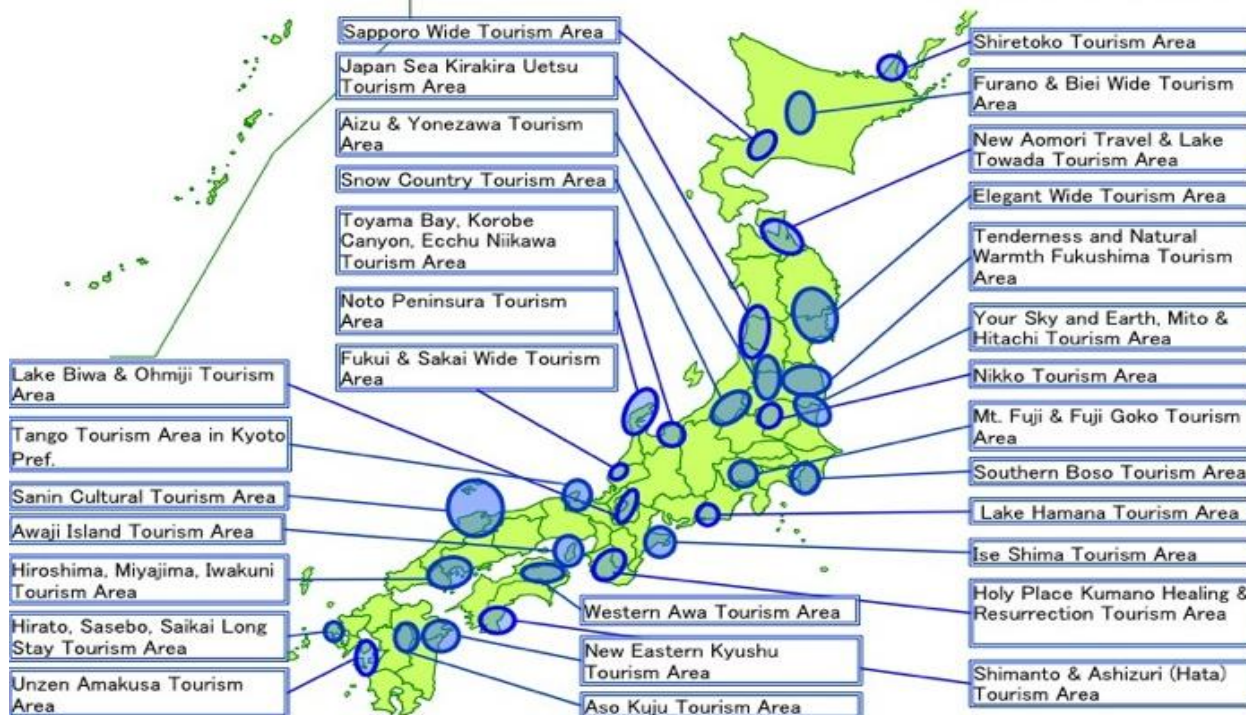 Sapporo Wide Tourism Area
Japan Sea Kirakira Uetsu
Tourism Area
Aizu & Yonezawa Tourism
Area
Snow Country Tourism Area
Toyama Bay, Korobe
Canyon, Ecchu Niikawa
Tourism Area
Noto Peninsura Tourism
Area
Fukui & Sakai Wide Tourism
Area
Lake Biwa & Ohmiji Tourism
Area
Tango Tourism Area in Kyoto
Pref.
Sanin Cultural Tourism Area
Awaji Island Tourism Area
Hiroshima, Miyajima, Iwakuni
Tourism Area
Hirato, Sasebo, Saikai Long
Stay Tourism Area
Unzen Amakusa Tourism
Area
Western Awa Tourism Area
New Eastern Kyushu
Tourism Area
Aso Kuju Tourism Area
Shiretoko Tourism Area
Furano & Biei Wide Tourism
Area
New Aomori Travel & Lake
Towada Tourism Area
Elegant Wide Tourism Area
Tenderness and Natural
Warmth Fukushima Tourism
Area
Your Sky and Earth, Mito &
Hitachi Tourism Area
Nikko Tourism Area
Mt. Fuji & Fuji Goko Tourism
Area
Southern Boso Tourism Area
Lake Hamana Tourism Area
Ise Shima Tourism Area
Holy Place Kumano Healing &
Resurrection Tourism Area
Shimanto & Ashizuri (Hata)
Tourism Area